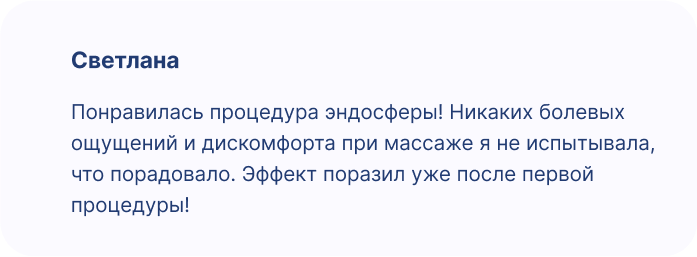 Светлана
Понравилась процедура эндосферы! Никаких болевых
ощущений и дискомфорта при массаже я не испытывала,
что порадовало. Эффект поразил уже после первой
процедуры!